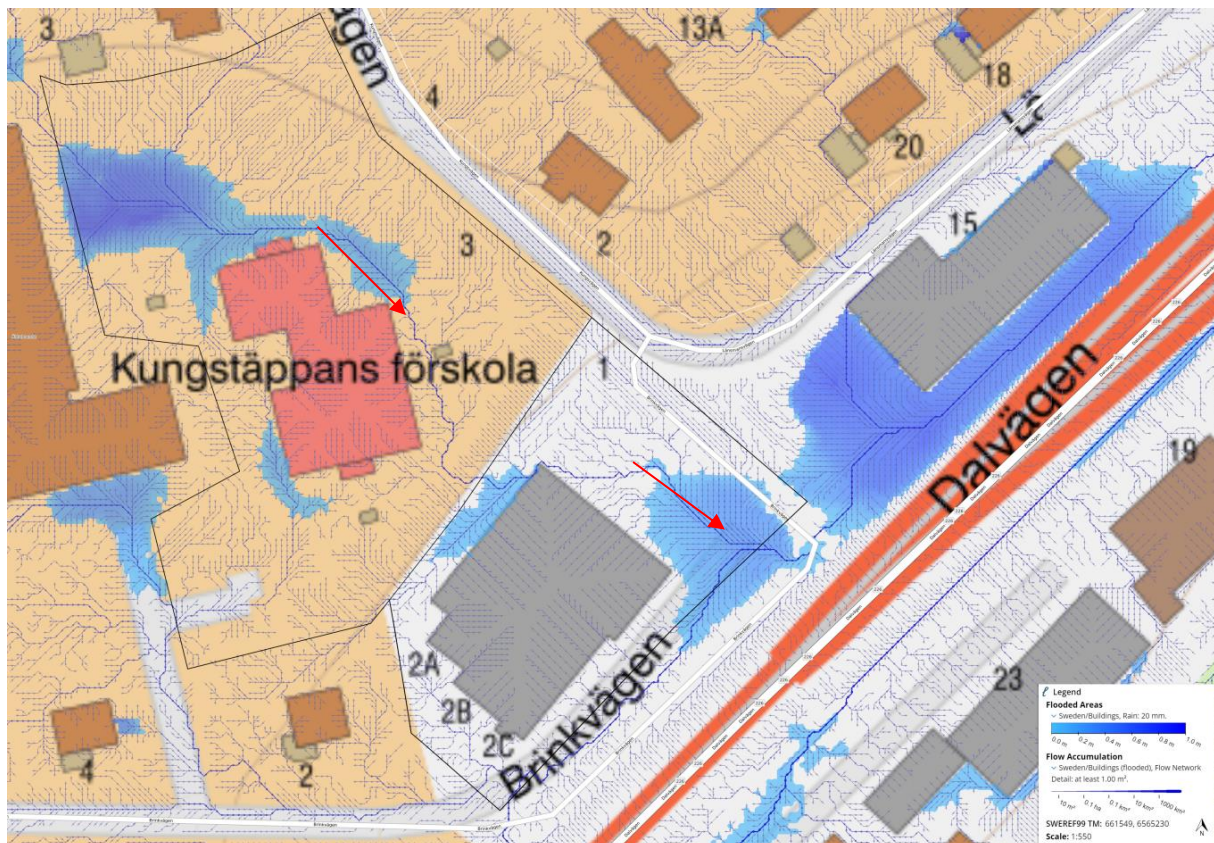 3
13A
18
4
20
15
3
2
Kungstäppans förskola
1
Dalvägen
19
2A
2B
2C
Brinkvägen
23
4
2
Brinkvägen
Legend
Flooded Areas
Sweden/Buildings, Rain: 20 mm.
0.0 m 0.2 m 0.4 m 0.6 m 0.8 m 1.0 m
Flow Accumulation
Sweden/Buildings (flooded), Flow Network
Detail: at least 1.00 m².
10 m² 0.1 ha 0.1 km² 10 km² 1000 km²
SWEREF99 TM: 661549, 6565230
Scale: 1:550
N